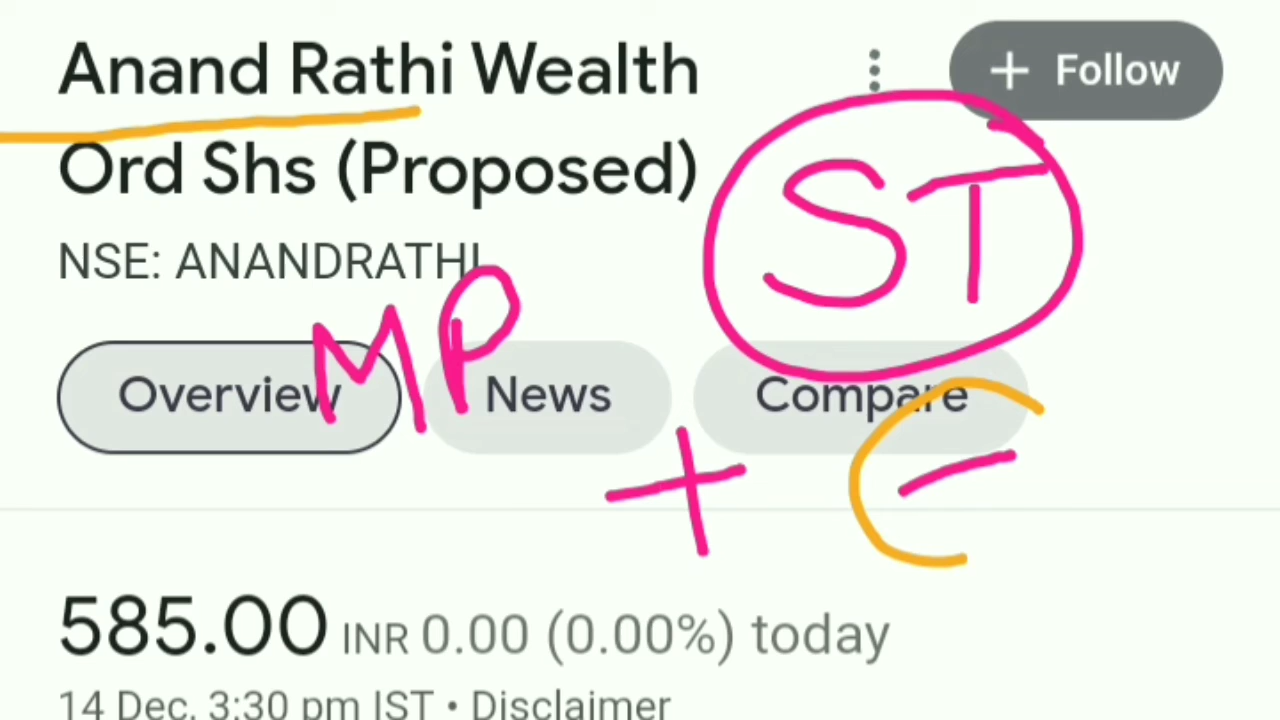 Anand Rathi Wealth
+ Follow
Ord Shs (Proposed)
ST
NSE: ANANDRATHI
MP
Overview News Compare
+ -
585.00 INR 0.00 (0.00%) today
14 Dec, 3:30 pm IST • Disclaimer